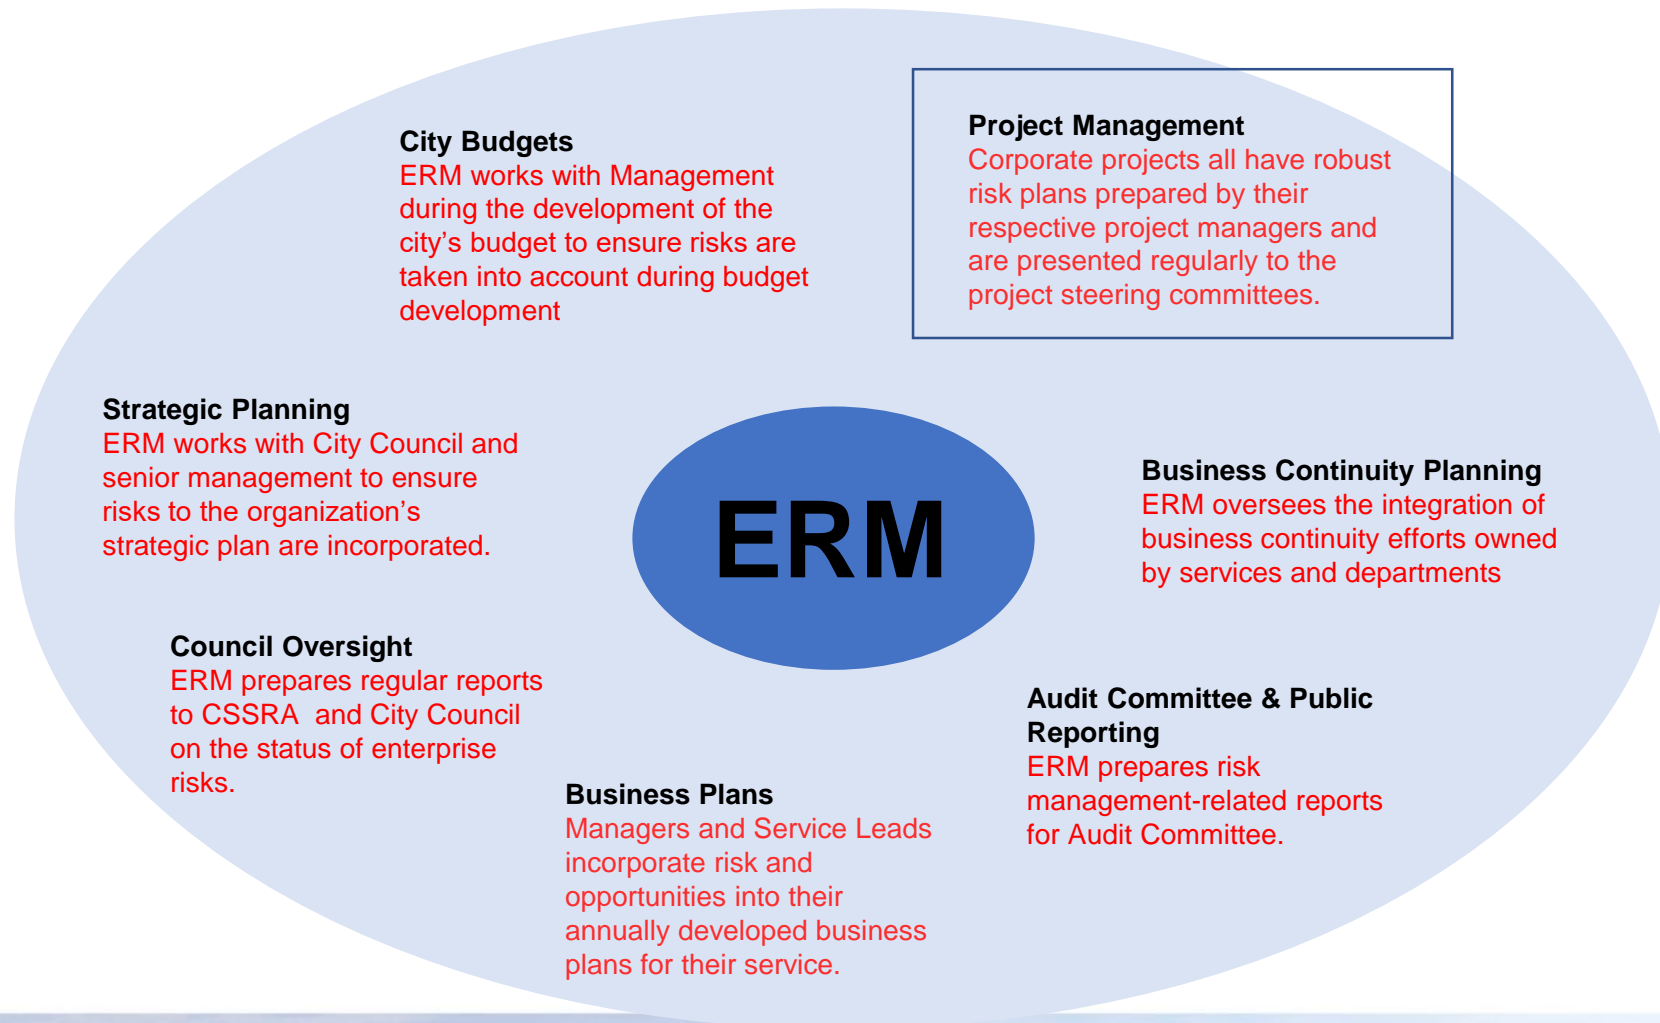 City Budgets
ERM works with Management
during the development of the
city’s budget to ensure risks are
taken into account during budget
development
Project Management
Corporate projects all have robust
risk plans prepared by their
respective project managers and
are presented regularly to the
project steering committees.
Strategic Planning
ERM works with City Council and
senior management to ensure
risks to the organization’s
strategic plan are incorporated.
ERM
Business Continuity Planning
ERM oversees the integration of
business continuity efforts owned
by services and departments
Council Oversight
ERM prepares regular reports
to CSSRA  and City Council
on the status of enterprise
risks.
Audit Committee & Public
Reporting
ERM prepares risk
management-related reports
for Audit Committee.
Business Plans
Managers and Service Leads
incorporate risk and
opportunities into their
annually developed business
plans for their service.